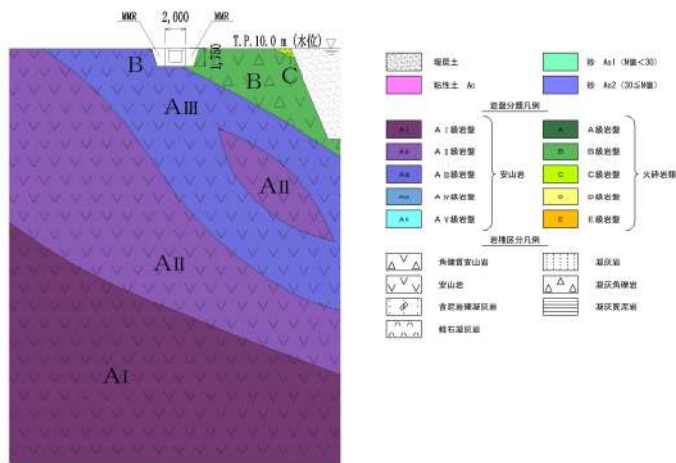 MMR 2,000 MMR
T.P.10.0 m (水位)
1,750
B
B
C
AⅢ
AⅡ
AⅡ
AⅠ
埋戻土
砂 As1 (N値<30)
粘性土 Ac
砂 As2 (30≦N値)
岩盤分類凡例
AⅠ級岩盤
A A級岩盤
AⅡ級岩盤
B B級岩盤
AⅢ級岩盤
安山岩
C C級岩盤
火砕岩類
AⅣ級岩盤
D D級岩盤
AⅤ級岩盤
E E級岩盤
岩種区分凡例
角礫質安山岩
凝灰岩
安山岩
凝灰角礫岩
含泥岩礫凝灰岩
凝灰質泥岩
軽石凝灰岩